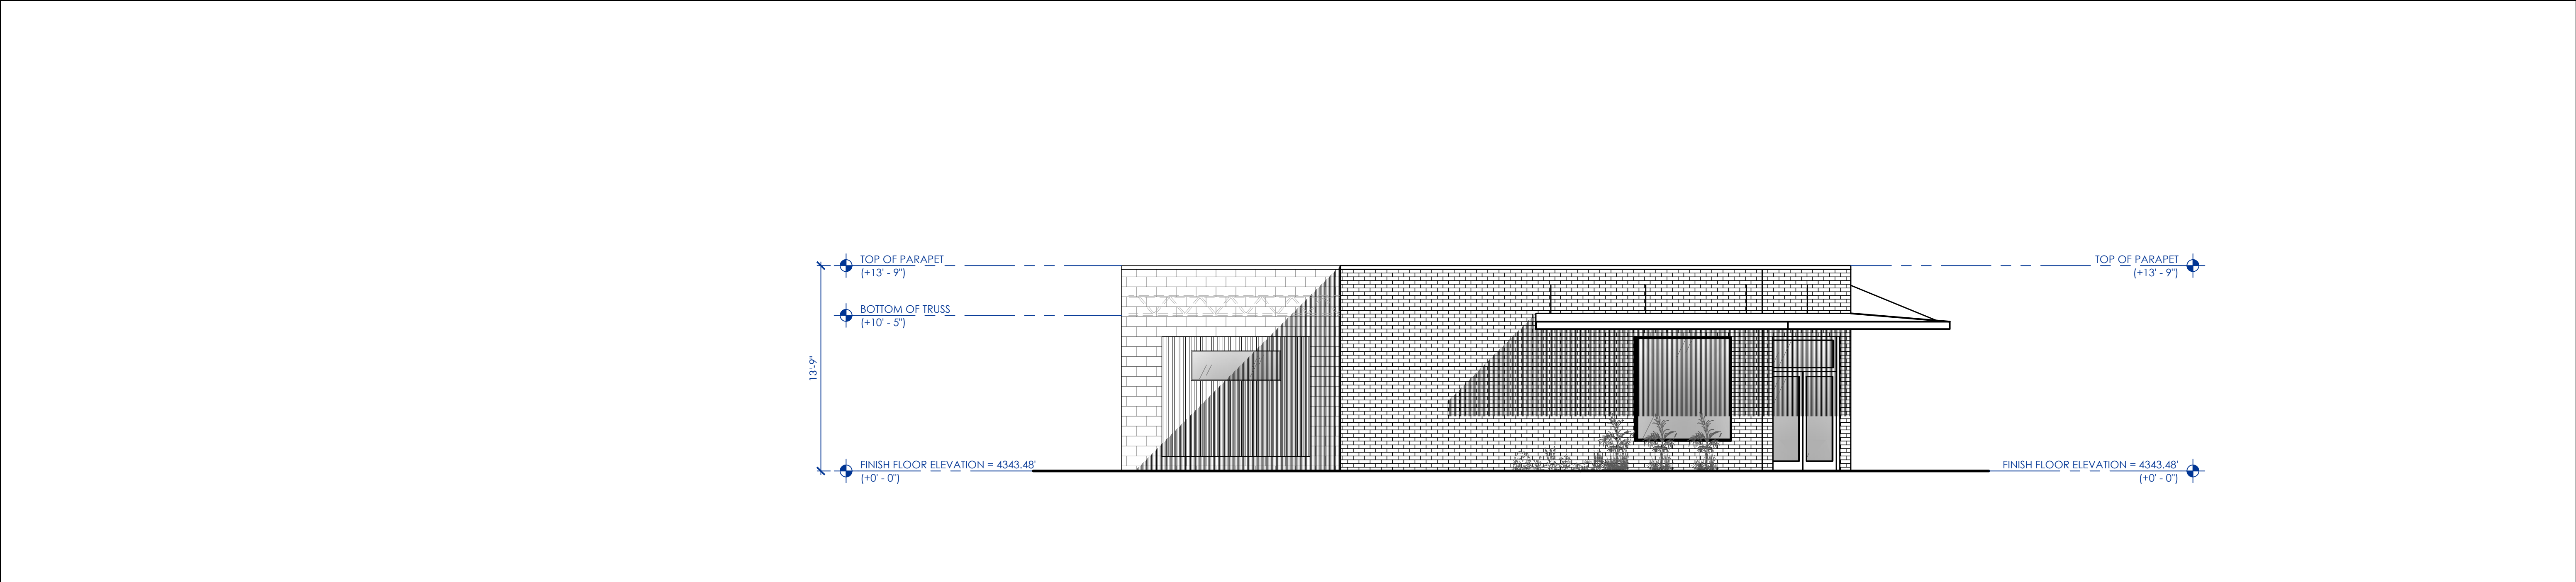 TOP OF PARAPET
(+13' - 9")
BOTTOM OF TRUSS
(+10' - 5")
13'-9"
FINISH FLOOR ELEVATION = 4343.48'
(+0' - 0")
TOP OF PARAPET
(+13' - 9")
FINISH FLOOR ELEVATION = 4343.48'
(+0' - 0")